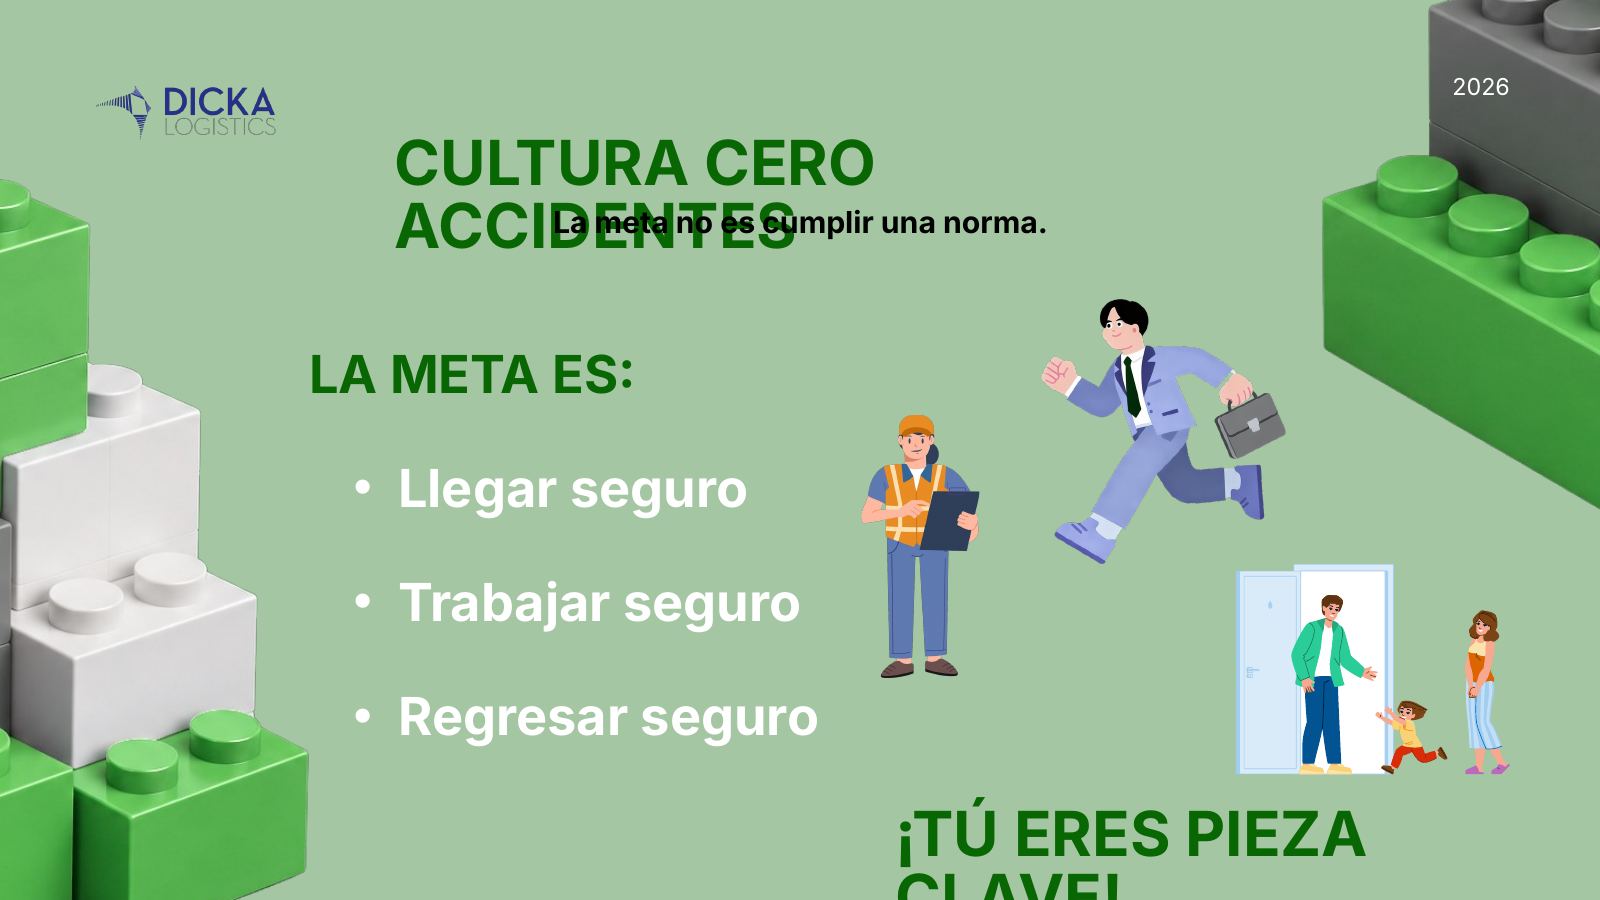 DICKA
LOGISTICS
2026
CULTURA CERO
ACCIDENTES
La meta no es cumplir una norma.
LA META ES:
• Llegar seguro
• Trabajar seguro
• Regresar seguro
¡TÚ ERES PIEZA
CLAVE!